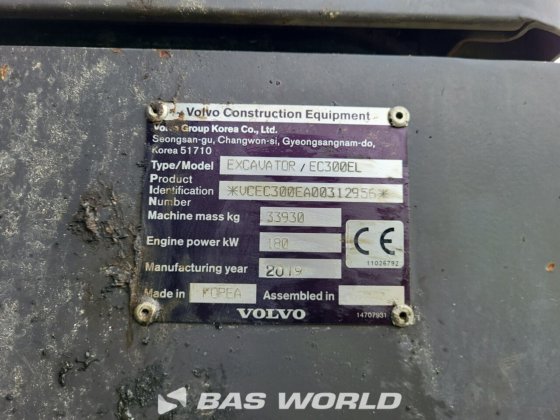 Volvo Construction Equipment
Volvo Group Korea Co., Ltd.
Seongsan-gu, Changwon-si, Gyeongsangnam-do,
Korea 51710
Type/Model EXCAVATOR / EC300EL
Product
Identification *VCEC300EA00312956*
Number
Machine mass kg 33930
Engine power kW 180
CE
11026792
Manufacturing year 2019
Made in KOREA Assembled in
VOLVO
14707931
BAS WORLD